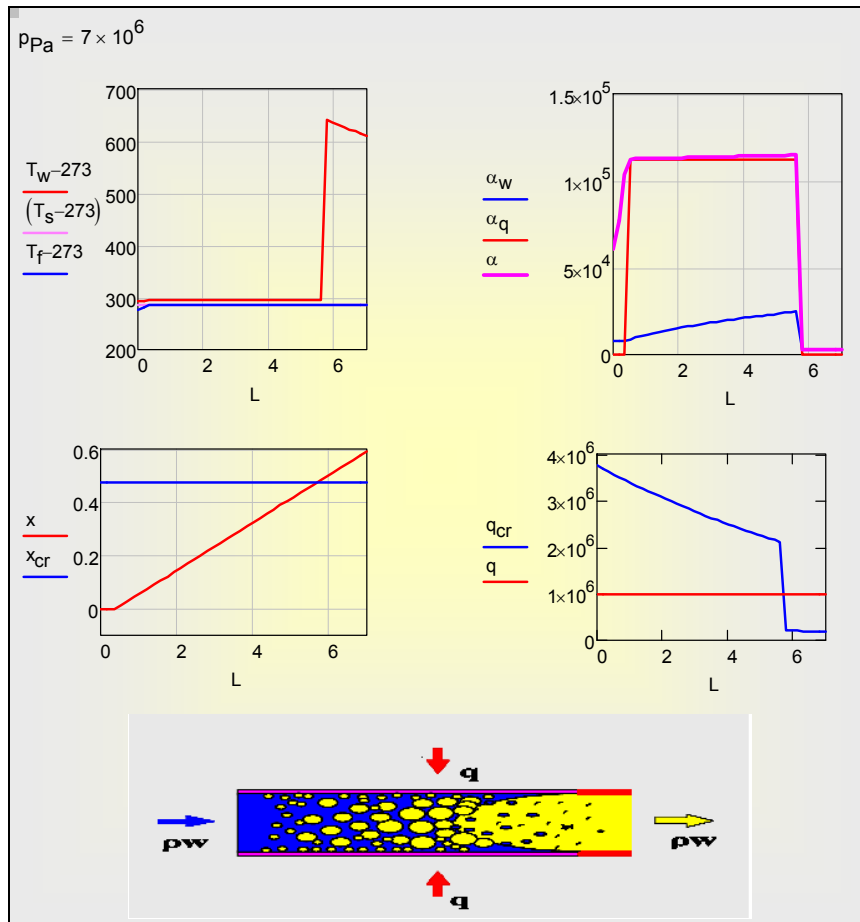 p_Pa = 7 × 10^6
700
600
500
400
300
200
T_w−273
(T_s−273)
T_f−273
0 2 4 6
L
1.5×10^5
1×10^5
5×10^4
0
α_w
α_q
α
0 2 4 6
L
0.6
0.4
0.2
0
x
x_cr
0 2 4 6
L
4×10^6
3×10^6
2×10^6
1×10^6
0
q_cr
q
0 2 4 6
L
q
ρw
ρw
q